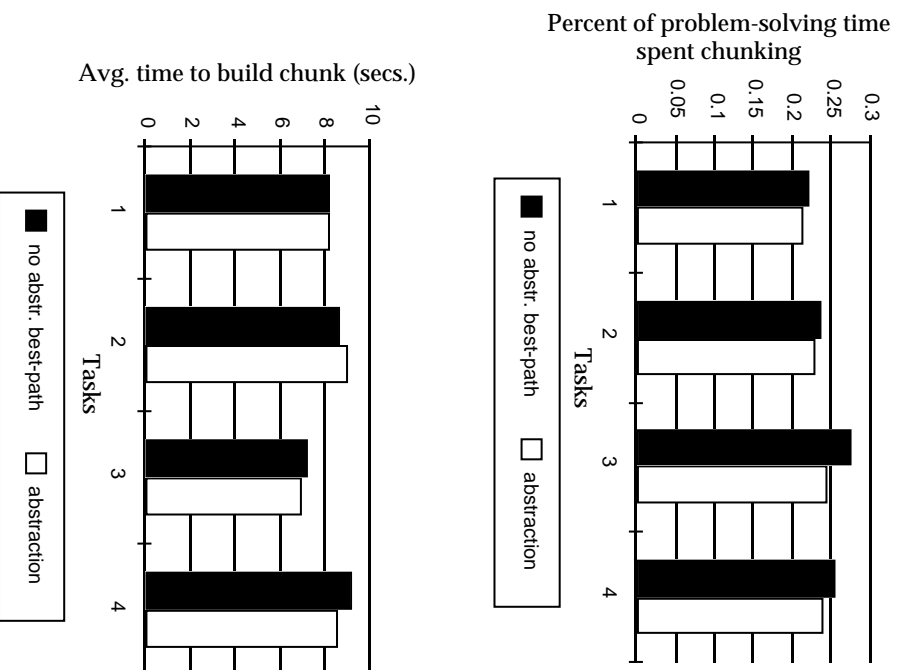 Percent of problem-solving time
spent chunking
0 0.05 0.1 0.15 0.2 0.25 0.3
1 2 3 4
Tasks
no abstr. best-path abstraction
Avg. time to build chunk (secs.)
0 2 4 6 8 10
1 2 3 4
Tasks
no abstr. best-path abstraction